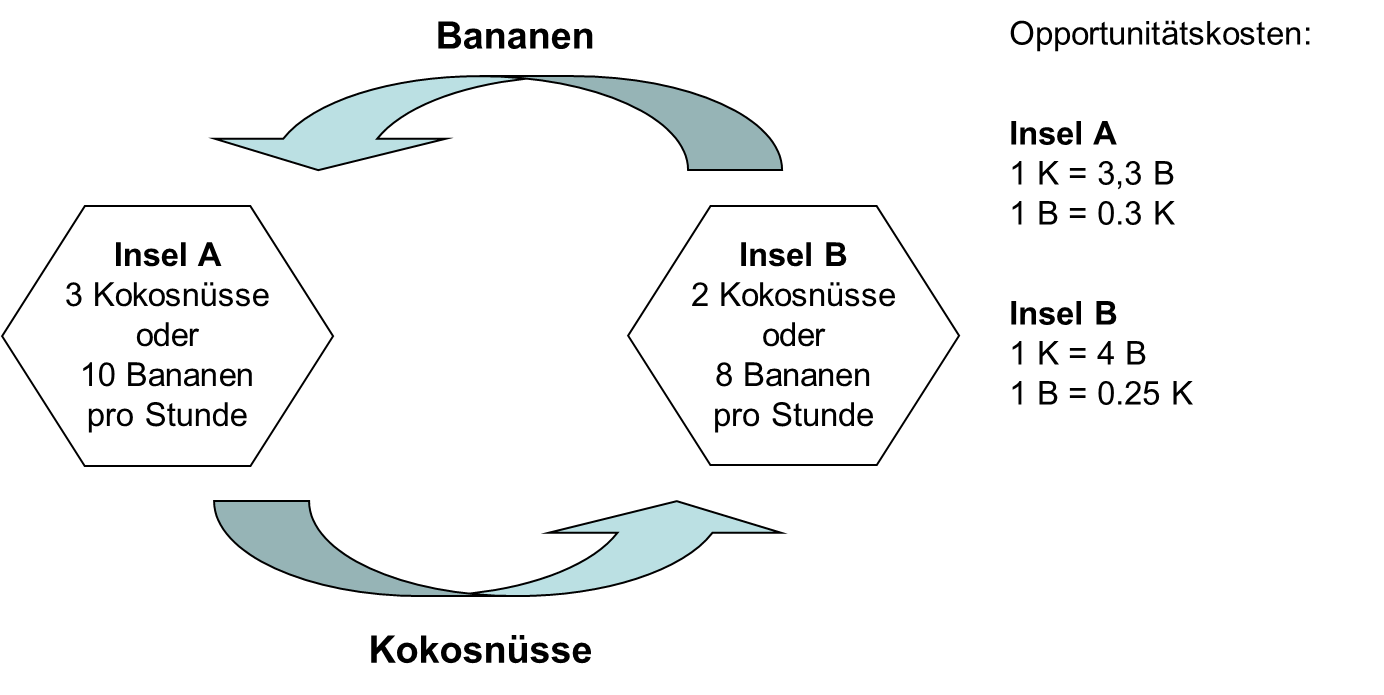 Bananen
Insel A
3 Kokosnüsse
oder
10 Bananen
pro Stunde
Insel B
2 Kokosnüsse
oder
8 Bananen
pro Stunde
Kokosnüsse
Opportunitätskosten:
Insel A
1 K = 3,3 B
1 B = 0.3 K
Insel B
1 K = 4 B
1 B = 0.25 K